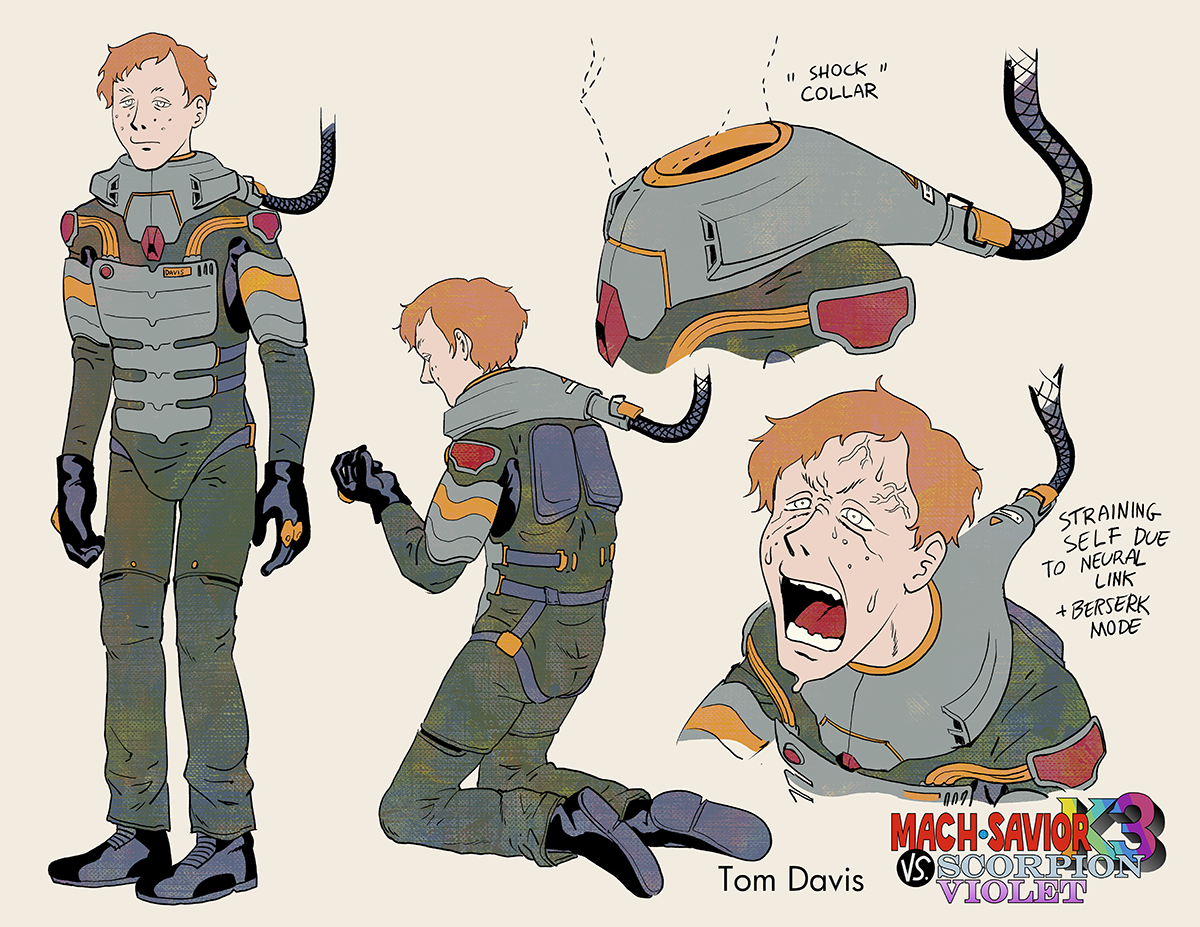 " SHOCK "
COLLAR
DAVIS
STRAINING
SELF DUE
TO NEURAL
LINK
+ BERSERK
MODE
Tom Davis
MACH·SAVIOR K3
VS. SCORPION
VIOLET